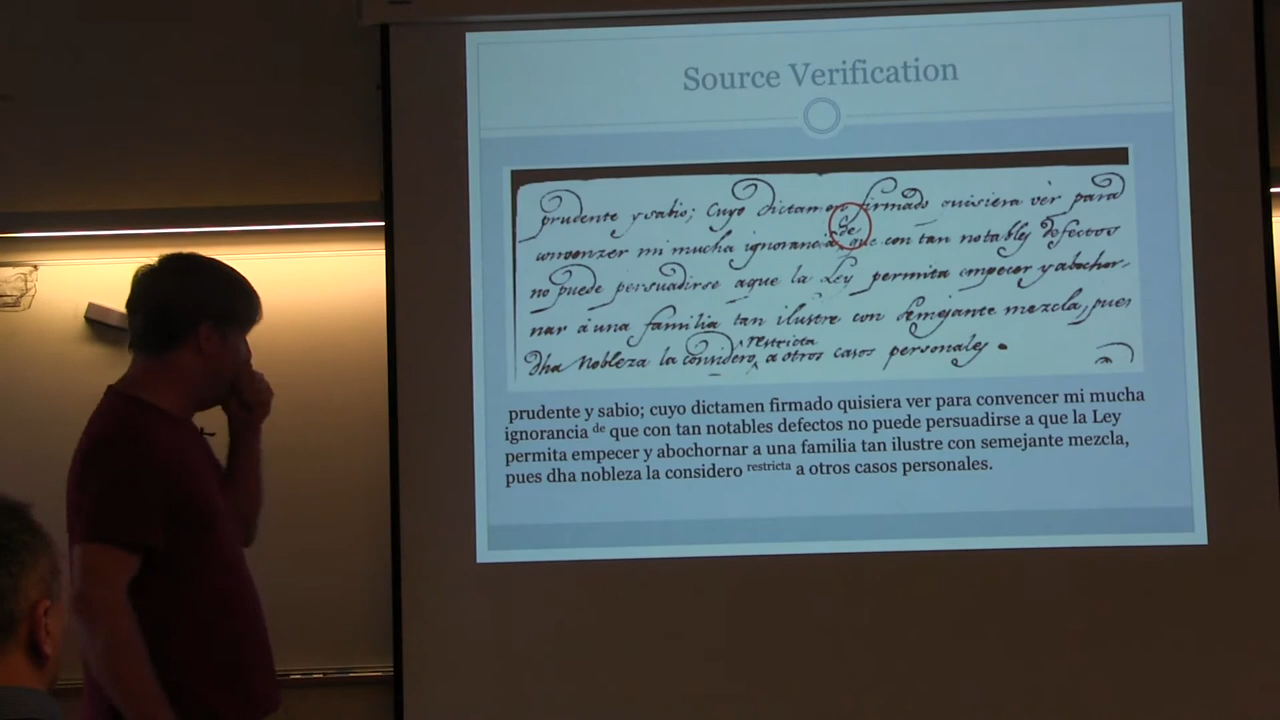 Source Verification
prudente y sabio; Cuyo dictamen firmado quisiera vèr para
de
convenzer mi mucha ignorancia que con tan notables defectos
no puede persuadirse aque la Ley permita empecer y abochor-
nar á una familia tan ilustre con semejante mezcla, pues
restricta
dha Nobleza la considero, a otros casos personales.
prudente y sabio; cuyo dictamen firmado quisiera ver para convencer mi mucha
ignorancia de que con tan notables defectos no puede persuadirse a que la Ley
permita empecer y abochornar a una familia tan ilustre con semejante mezcla,
pues dha nobleza la considero restricta a otros casos personales.